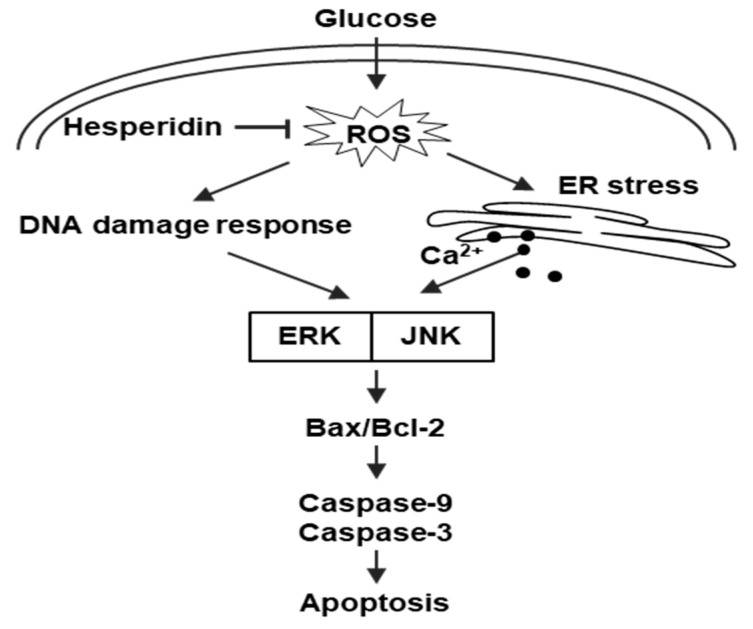 Glucose
Hesperidin
ROS
ER stress
DNA damage response
Ca²⁺
ERK
JNK
Bax/Bcl-2
Caspase-9
Caspase-3
Apoptosis